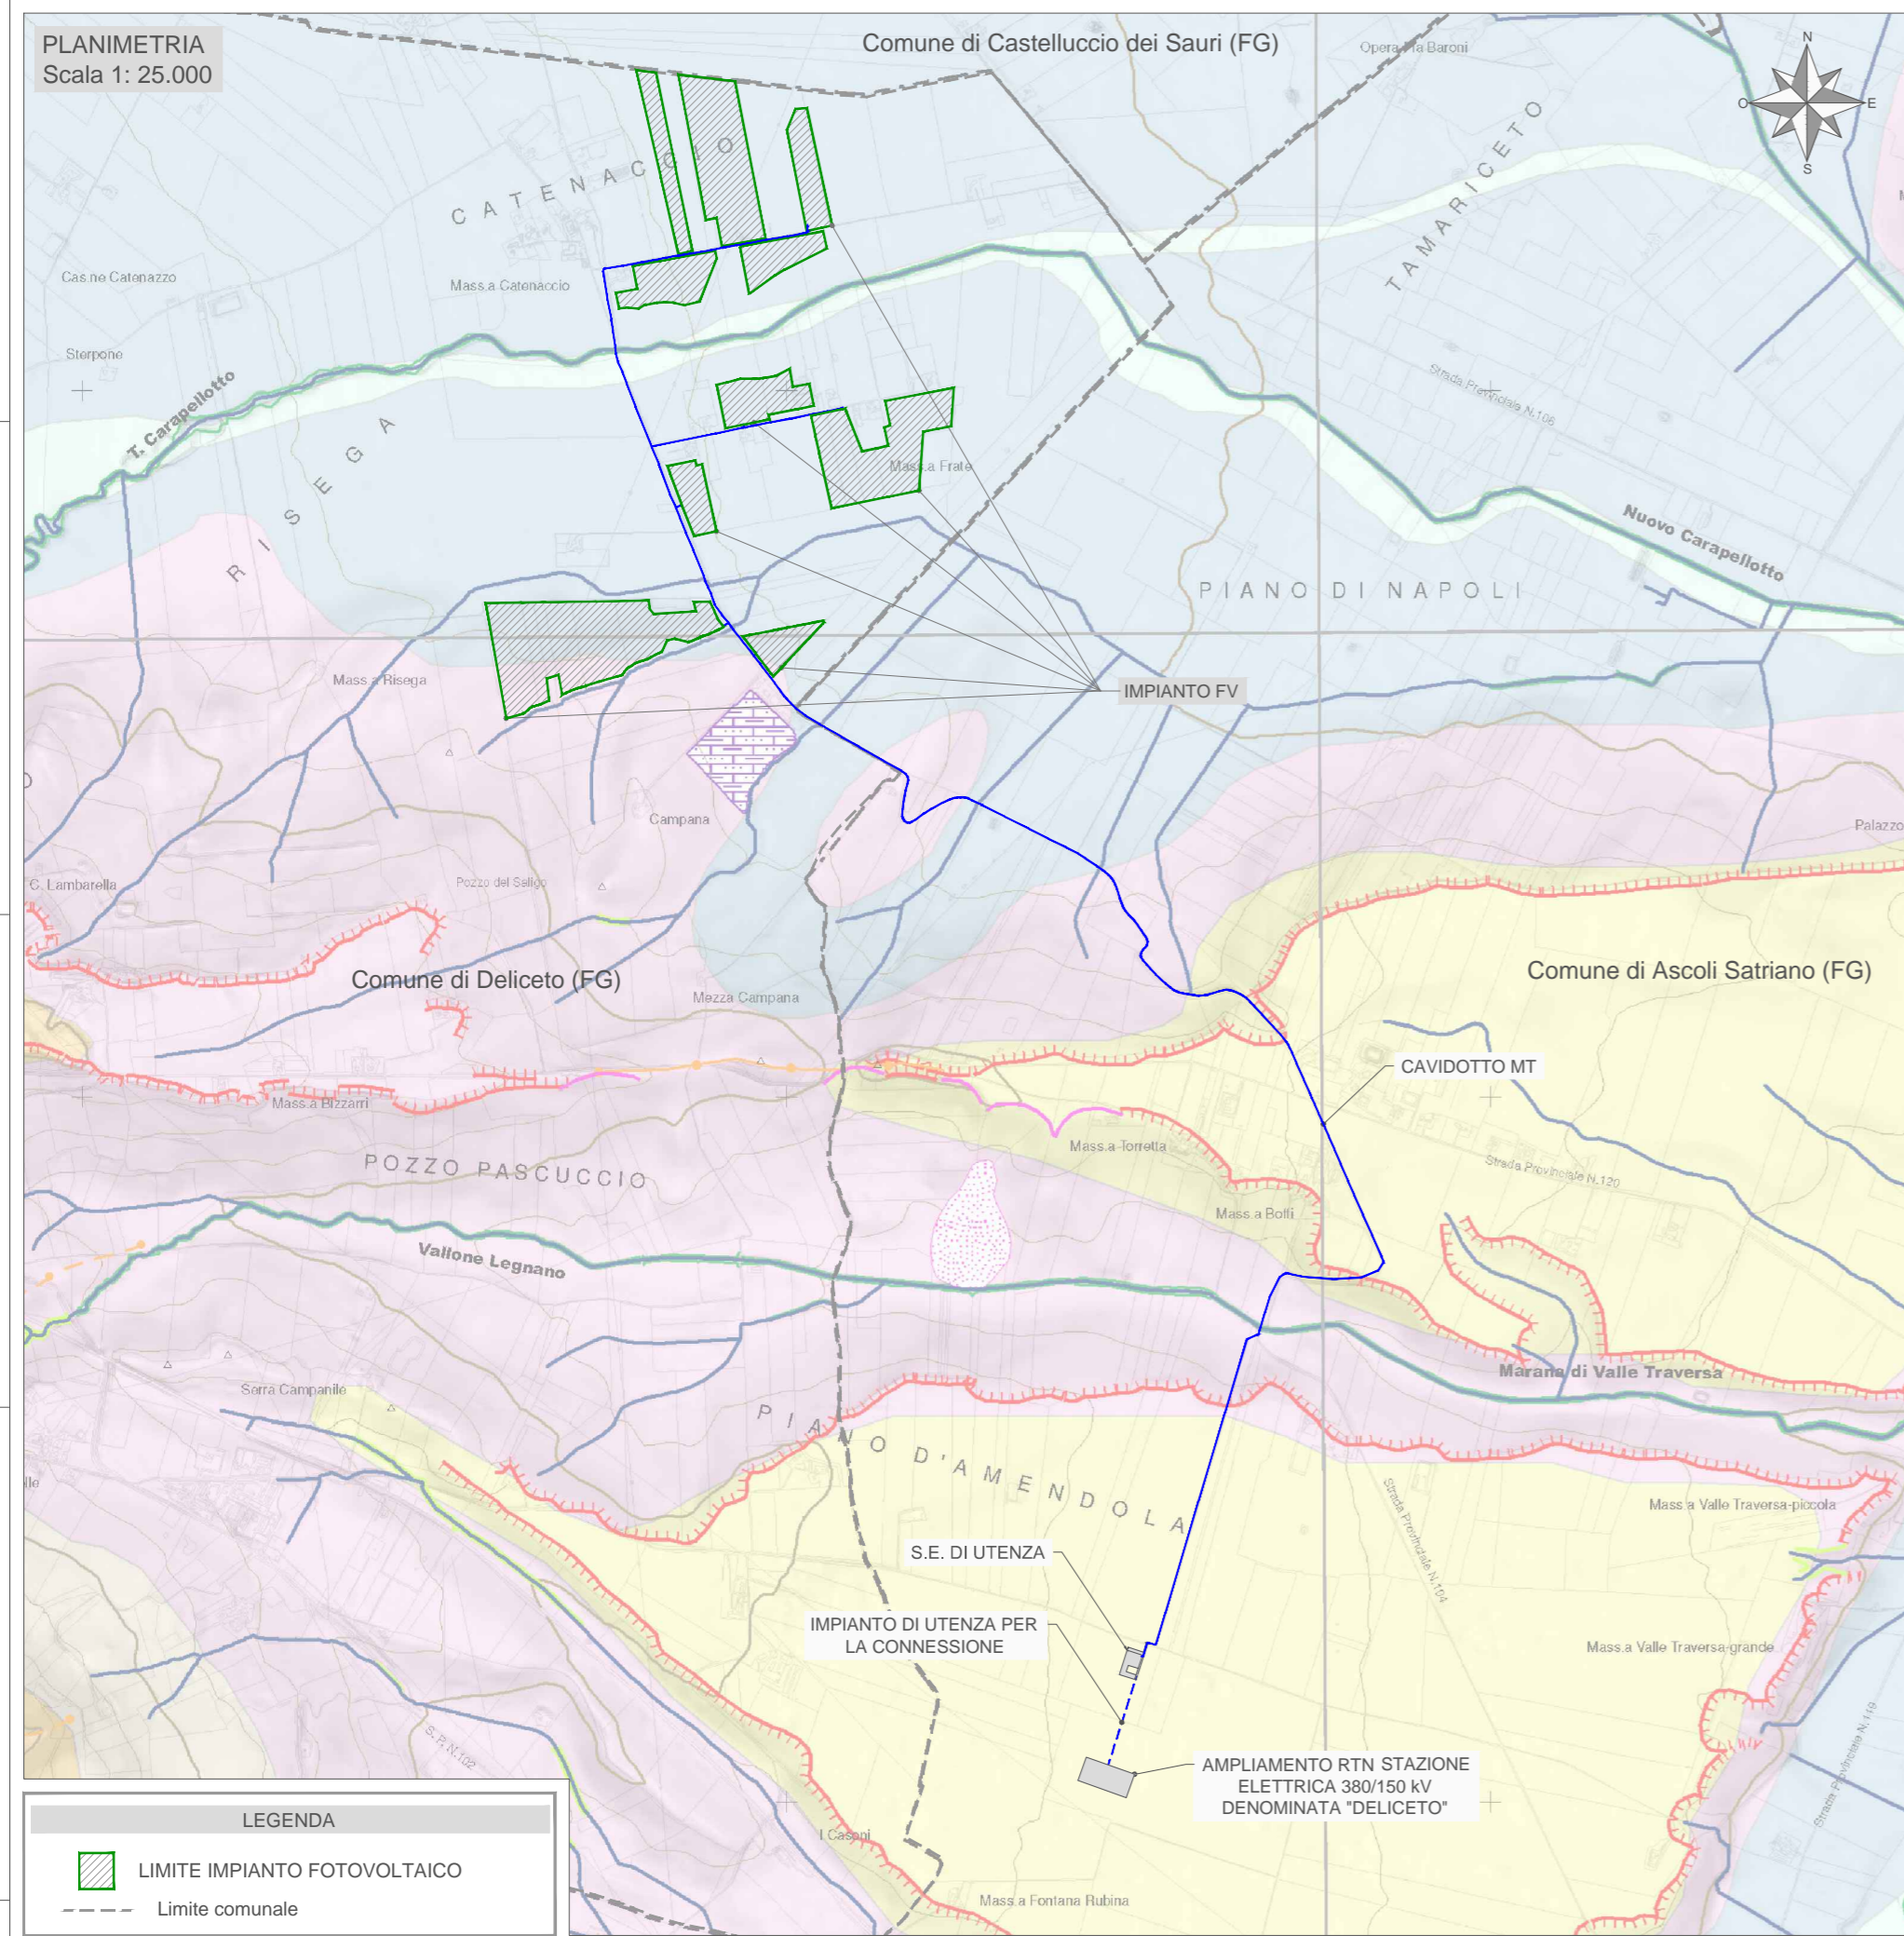 PLANIMETRIA
Scala 1: 25.000
Comune di Castelluccio dei Sauri (FG)
N
O
E
S
CATENACCIO
TAMARICETO
Cas.ne Catenazzo
Mass.a Catenaccio
Sterpone
T. Carapellotto
RISEGA
Strada Provinciale N.106
Mass.a Frate
Nuovo Carapellotto
PIANO DI NAPOLI
Mass.a Risega
IMPIANTO FV
Campana
Palazzo
C. Lambarella
Pozzo del Saligo
Comune di Deliceto (FG)
Comune di Ascoli Satriano (FG)
Mezza Campana
CAVIDOTTO MT
Mass.a Bizzarri
Mass.a Torretta
POZZO PASCUCCIO
Strada Provinciale N.120
Mass.a Botti
Vallone Legnano
Marana di Valle Traversa
Serra Campanile
PIANO D'AMENDOLA
Mass.a Valle Traversa-piccola
Strada Provinciale N.104
S.E. DI UTENZA
IMPIANTO DI UTENZA PER
LA CONNESSIONE
Mass.a Valle Traversa-grande
S.P. N.102
Strada Provinciale N.119
AMPLIAMENTO RTN STAZIONE
ELETTRICA 380/150 kV
DENOMINATA "DELICETO"
I Casoni
Mass.a Fontana Rubina
LEGENDA
LIMITE IMPIANTO FOTOVOLTAICO
Limite comunale